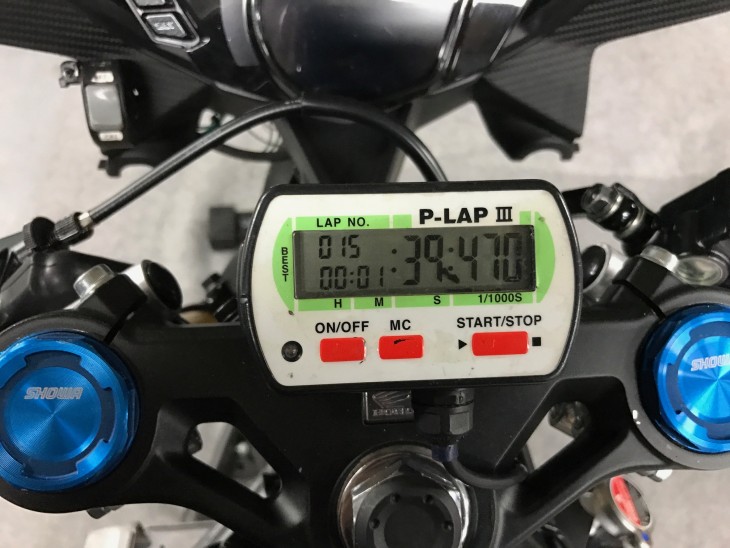 LAP NO.
P-LAP III
BEST
015
00:01:39.470
H M S 1/1000S
ON/OFF MC START/STOP
SHOWA
SHOWA